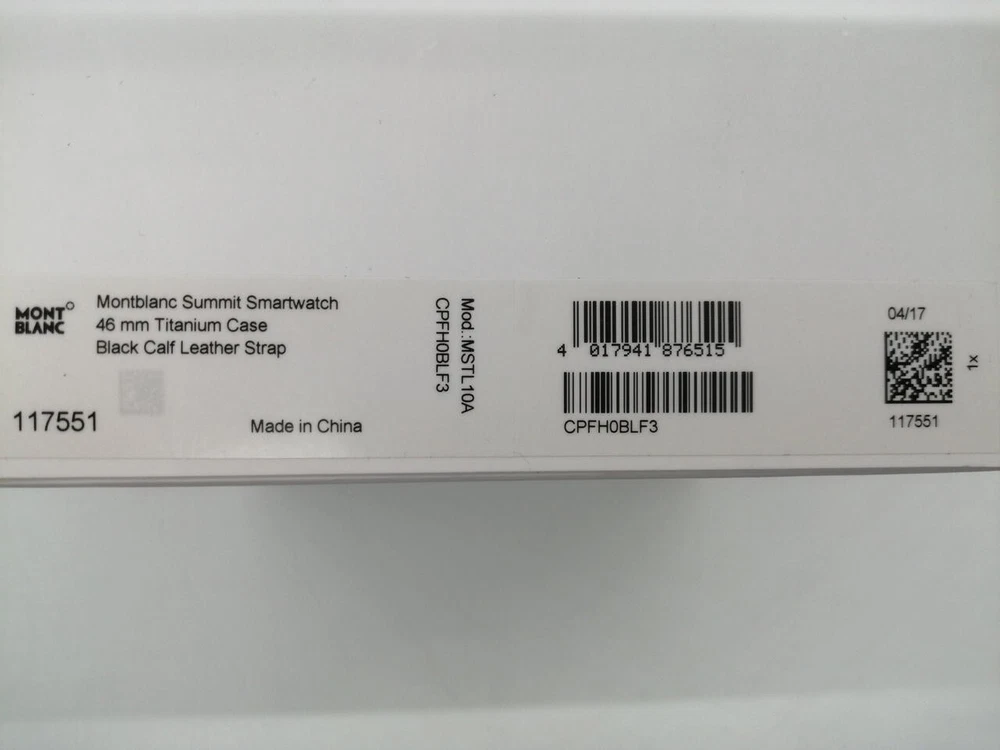 MONT
BLANC
Montblanc Summit Smartwatch
46 mm Titanium Case
Black Calf Leather Strap
117551
Made in China
Mod.:MSTL10A
CPFH0BLF3
4 017941 876515
CPFH0BLF3
04/17
1x
117551